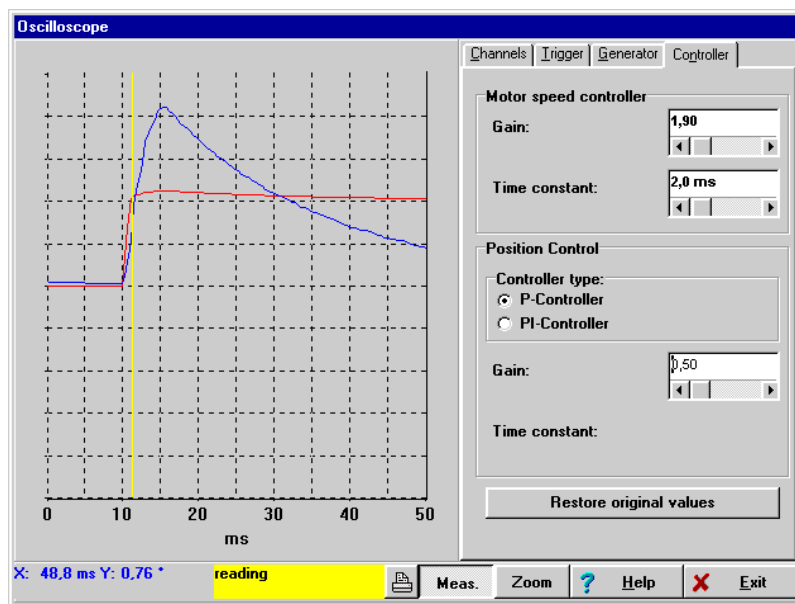 Oscilloscope
Channels Trigger Generator Controller
Motor speed controller
Gain: 1,90
Time constant: 2,0 ms
Position Control
Controller type:
P-Controller
PI-Controller
Gain: 0,50
Time constant:
Restore original values
0 10 20 30 40 50
ms
X: 48,8 ms Y: 0,76 * reading Meas. Zoom ? Help Exit